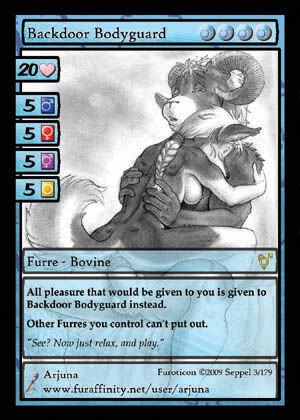 Backdoor Bodyguard
20
5
5
5
5
Furre - Bovine
All pleasure that would be given to you is given to
Backdoor Bodyguard instead.
Other Furres you control can't put out.
"See? Now just relax, and play."
Arjuna
Furoticon ©2009 Seppel 3/179
www.furaffinity.net/user/arjuna